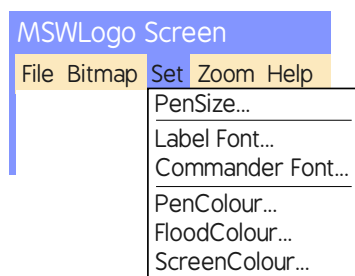 MSWLogo Screen
File Bitmap Set Zoom Help
PenSize...
Label Font...
Commander Font...
PenColour...
FloodColour...
ScreenColour...